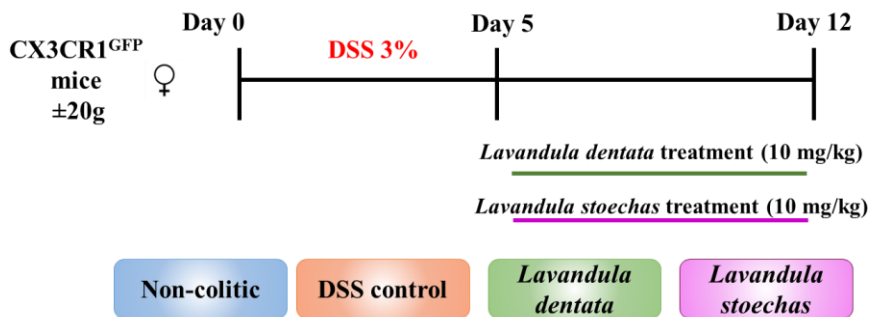 Day 0
Day 5
Day 12
CX3CR1GFP
mice
±20g
♀
DSS 3%
Lavandula dentata treatment (10 mg/kg)
Lavandula stoechas treatment (10 mg/kg)
Non-colitic
DSS control
Lavandula
dentata
Lavandula
stoechas